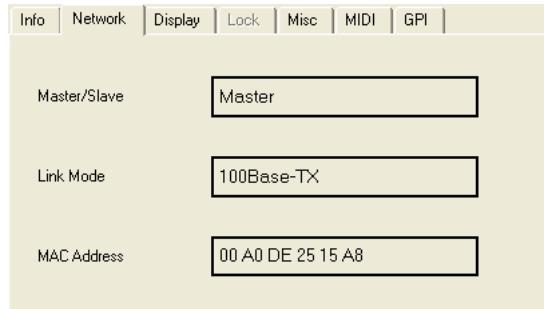 Info Network Display Lock Misc MIDI GPI
Master/Slave Master
Link Mode 100Base-TX
MAC Address 00 A0 DE 25 15 A8